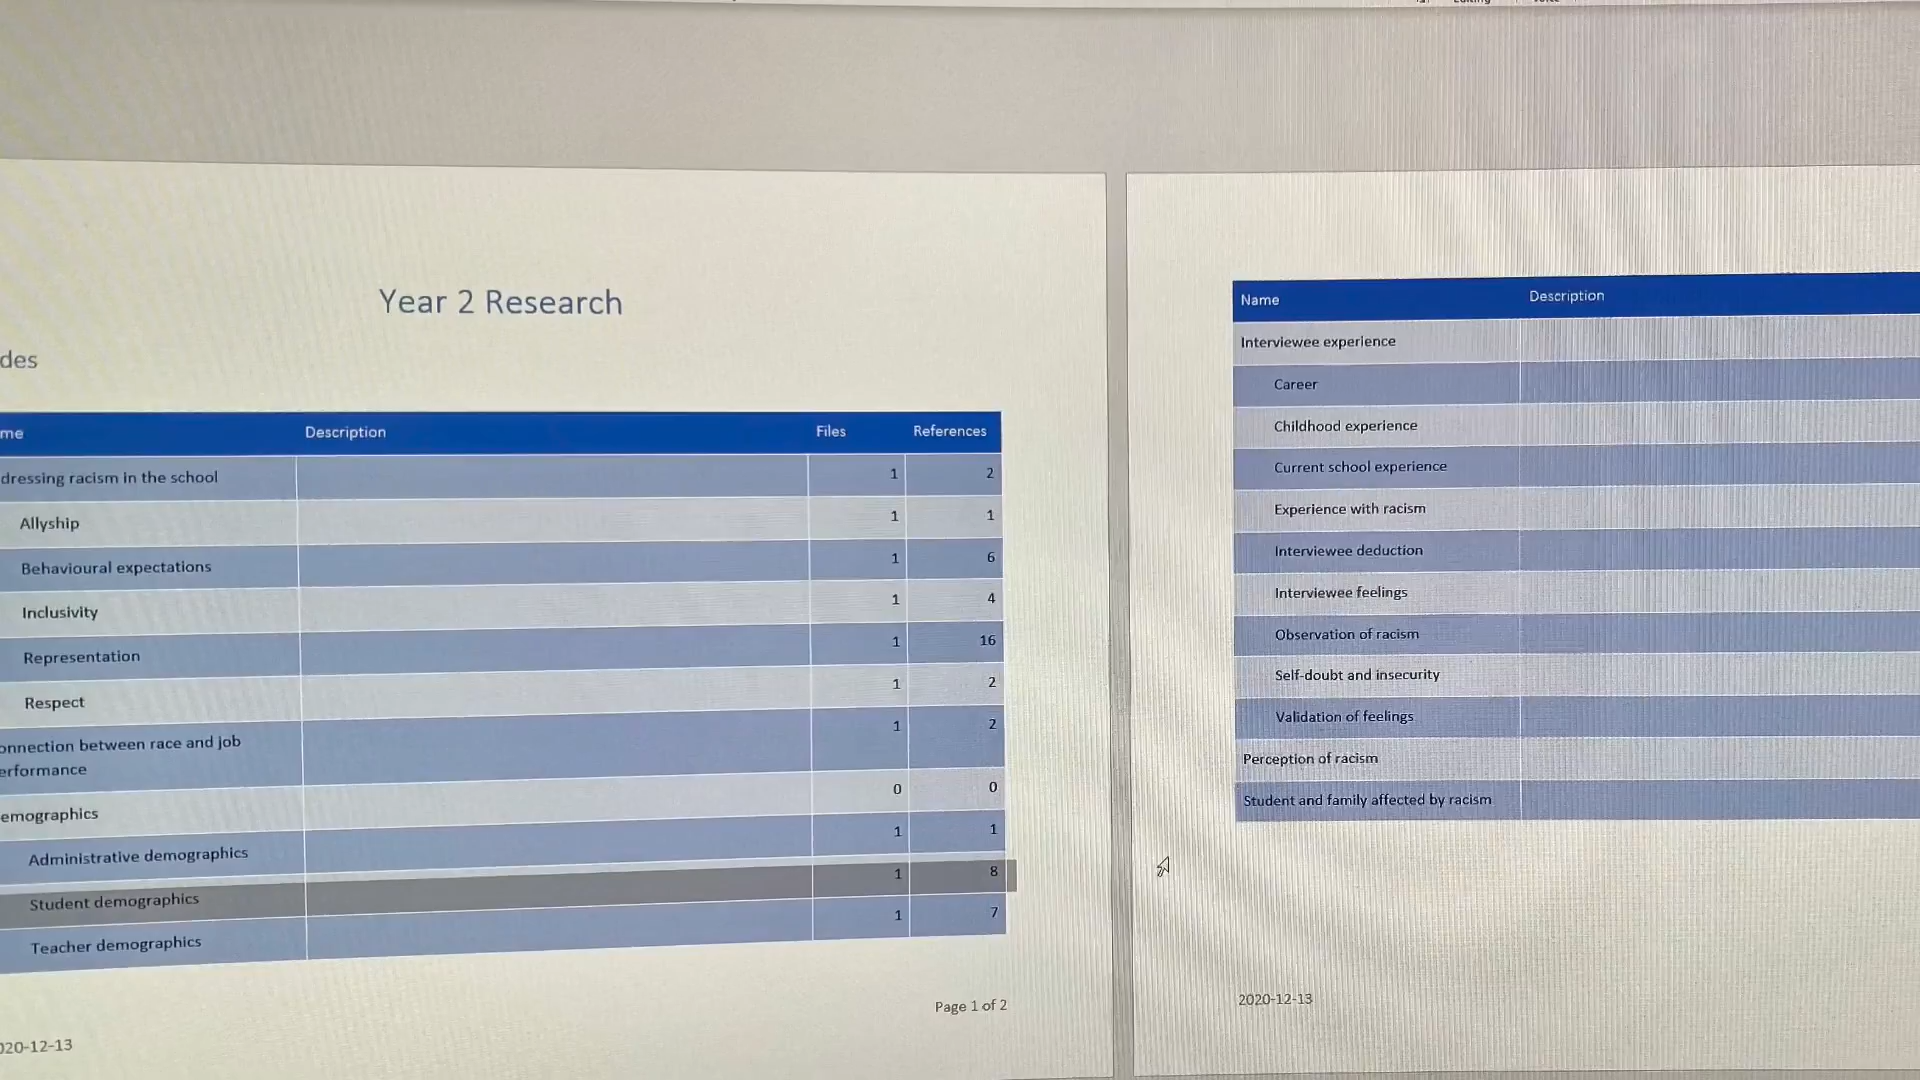 Year 2 Research
des
me Description Files References
dressing racism in the school 1 2
Allyship 1 1
Behavioural expectations 1 6
Inclusivity 1 4
Representation 1 16
Respect 1 2
onnection between race and job 1 2
erformance
emographics 0 0
Administrative demographics 1 1
Student demographics 1 8
Teacher demographics 1 7
Page 1 of 2
020-12-13
Name Description
Interviewee experience
Career
Childhood experience
Current school experience
Experience with racism
Interviewee deduction
Interviewee feelings
Observation of racism
Self-doubt and insecurity
Validation of feelings
Perception of racism
Student and family affected by racism
2020-12-13